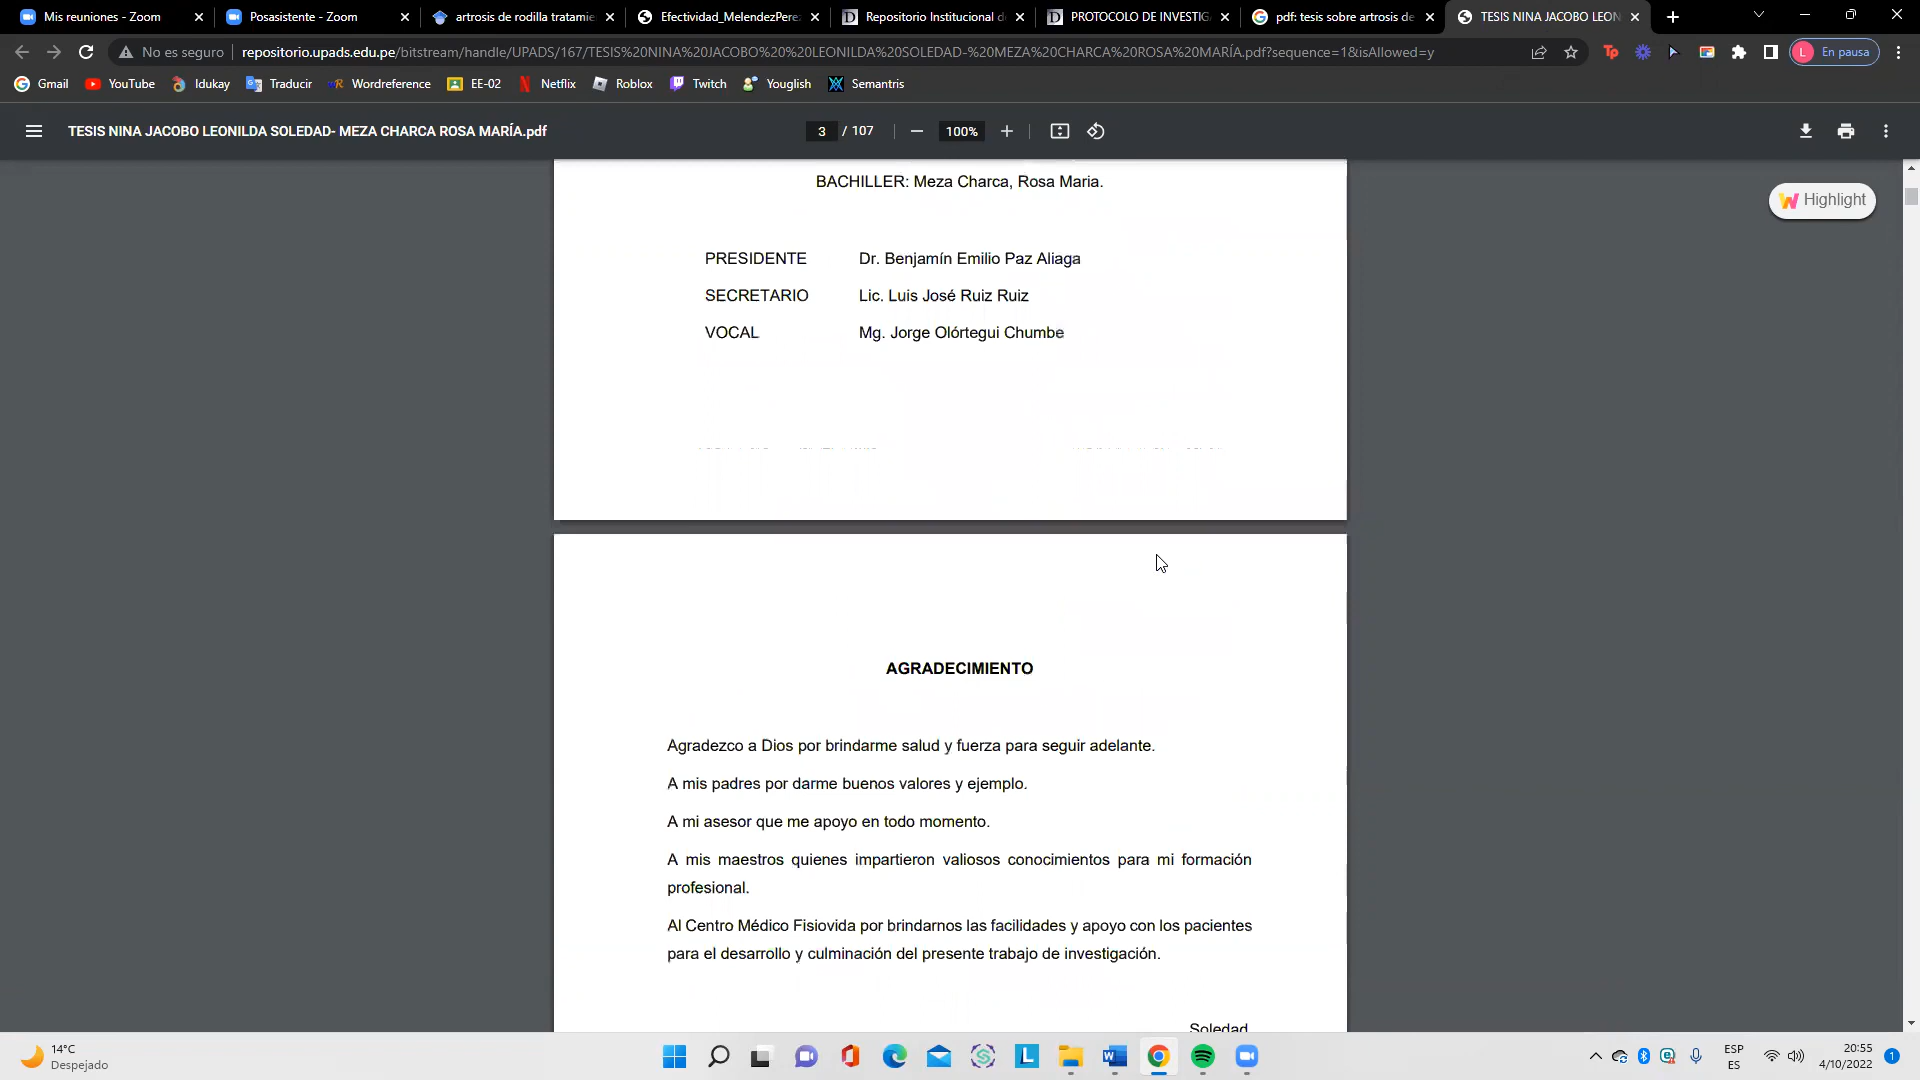 Mis reuniones - Zoom
Posasistente - Zoom
artrosis de rodilla tratamie
Efectividad_MelendezPere
Repositorio Institucional d
PROTOCOLO DE INVESTIG
pdf: tesis sobre artrosis de
TESIS NINA JACOBO LEON
No es seguro
repositorio.upads.edu.pe/bitstream/handle/UPADS/167/TESIS%20NINA%20JACOBO%20%20LEONILDA%20SOLEDAD-%20MEZA%20CHARCA%20ROSA%20MARÍA.pdf?sequence=1&isAllowed=y
L En pausa
Gmail
YouTube
Idukay
Traducir
Wordreference
EE-02
Netflix
Roblox
Twitch
Youglish
Semantris
TESIS NINA JACOBO LEONILDA SOLEDAD- MEZA CHARCA ROSA MARÍA.pdf
3 / 107
100%
Highlight
BACHILLER: Meza Charca, Rosa Maria.
PRESIDENTE Dr. Benjamín Emilio Paz Aliaga
SECRETARIO Lic. Luis José Ruiz Ruiz
VOCAL Mg. Jorge Olórtegui Chumbe
AGRADECIMIENTO
Agradezco a Dios por brindarme salud y fuerza para seguir adelante.
A mis padres por darme buenos valores y ejemplo.
A mi asesor que me apoyo en todo momento.
A mis maestros quienes impartieron valiosos conocimientos para mi formación
profesional.
Al Centro Médico Fisiovida por brindarnos las facilidades y apoyo con los pacientes
para el desarrollo y culminación del presente trabajo de investigación.
Soledad
14°C
Despejado
ESP
ES
20:55
4/10/2022
1